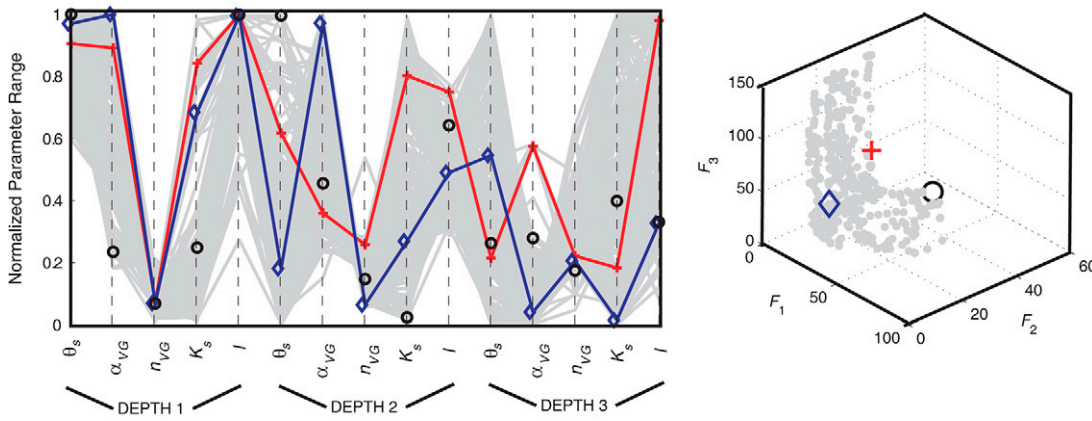 Normalized Parameter Range
1
0.8
0.6
0.4
0.2
0
θs αVG nVG Ks l θs αVG nVG Ks l θs αVG nVG Ks l
DEPTH 1 DEPTH 2 DEPTH 3
F3
150
100
50
0
0
50
100
F1
0
20
40
60
F2